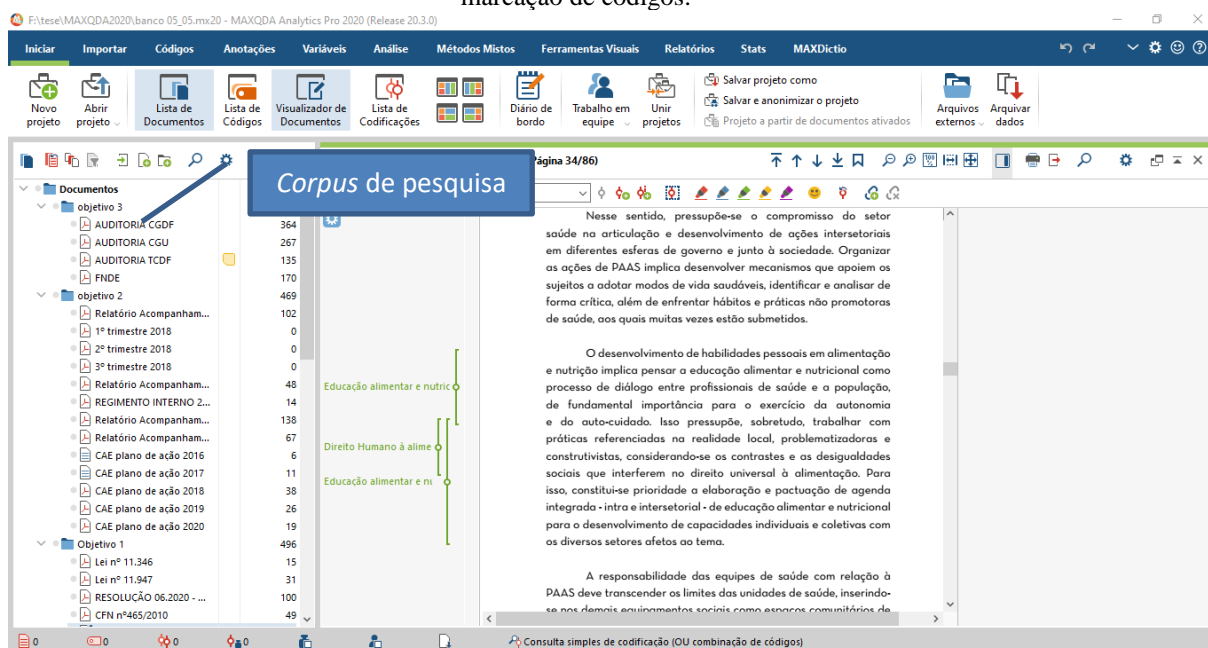 marcação de códigos.
F:\tese\MAXQDA2020\banco 05_05.mx20 - MAXQDA Analytics Pro 2020 (Release 20.3.0)
Iniciar Importar Códigos Anotações Variáveis Análise Métodos Mistos Ferramentas Visuais Relatórios Stats MAXDictio
Novo projeto
Abrir projeto
Lista de Documentos
Lista de Códigos
Visualizador de Documentos
Lista de Codificações
Diário de bordo
Trabalho em equipe
Unir projetos
Salvar projeto como
Salvar e anonimizar o projeto
Projeto a partir de documentos ativados
Arquivos externos
Arquivar dados
Corpus de pesquisa
Página 34/86)
Documentos
objetivo 3
AUDITORIA CGDF 364
AUDITORIA CGU 267
AUDITORIA TCDF 135
FNDE 170
objetivo 2 469
Relatório Acompanham... 102
1º trimestre 2018 0
2º trimestre 2018 0
3º trimestre 2018 0
Relatório Acompanham... 48
REGIMENTO INTERNO 2... 14
Relatório Acompanham... 138
Relatório Acompanham... 67
CAE plano de ação 2016 6
CAE plano de ação 2017 11
CAE plano de ação 2018 38
CAE plano de ação 2019 26
CAE plano de ação 2020 19
Objetivo 1 496
Lei nº 11.346 15
Lei nº 11.947 31
RESOLUÇÃO 06.2020 - ... 100
CFN nº465/2010 49
Educação alimentar e nutric
Direito Humano à alime
Educação alimentar e nu
Nesse sentido, pressupõe-se o compromisso do setor
saúde na articulação e desenvolvimento de ações intersetoriais
em diferentes esferas de governo e junto à sociedade. Organizar
as ações de PAAS implica desenvolver mecanismos que apoiem os
sujeitos a adotar modos de vida saudáveis, identificar e analisar de
forma crítica, além de enfrentar hábitos e práticas não promotoras
de saúde, aos quais muitas vezes estão submetidos.
O desenvolvimento de habilidades pessoais em alimentação
e nutrição implica pensar a educação alimentar e nutricional como
processo de diálogo entre profissionais de saúde e a população,
de fundamental importância para o exercício da autonomia
e do auto-cuidado. Isso pressupõe, sobretudo, trabalhar com
práticas referenciadas na realidade local, problematizadoras e
construtivistas, considerando-se os contrastes e as desigualdades
sociais que interferem no direito universal à alimentação. Para
isso, constitui-se prioridade a elaboração e pactuação de agenda
integrada - intra e intersetorial - de educação alimentar e nutricional
para o desenvolvimento de capacidades individuais e coletivas com
os diversos setores afetos ao tema.
A responsabilidade das equipes de saúde com relação à
PAAS deve transcender os limites das unidades de saúde, inserindo-
se nos demais equipamentos sociais como espaços comunitários de
0 0 0 0 Consulta simples de codificação (OU combinação de códigos)